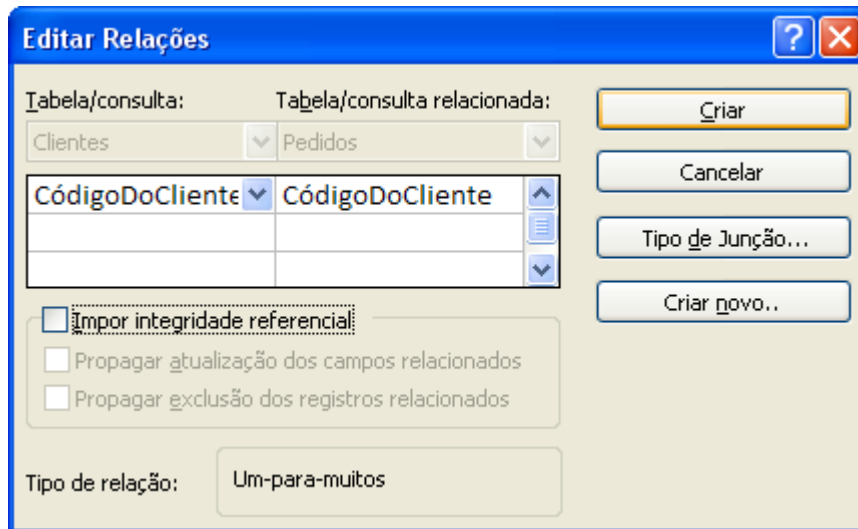 Editar Relações
Tabela/consulta: Tabela/consulta relacionada:
Clientes Pedidos
CódigoDoCliente CódigoDoCliente
Impor integridade referencial
Propagar atualização dos campos relacionados
Propagar exclusão dos registros relacionados
Tipo de relação: Um-para-muitos
Criar
Cancelar
Tipo de Junção...
Criar novo..